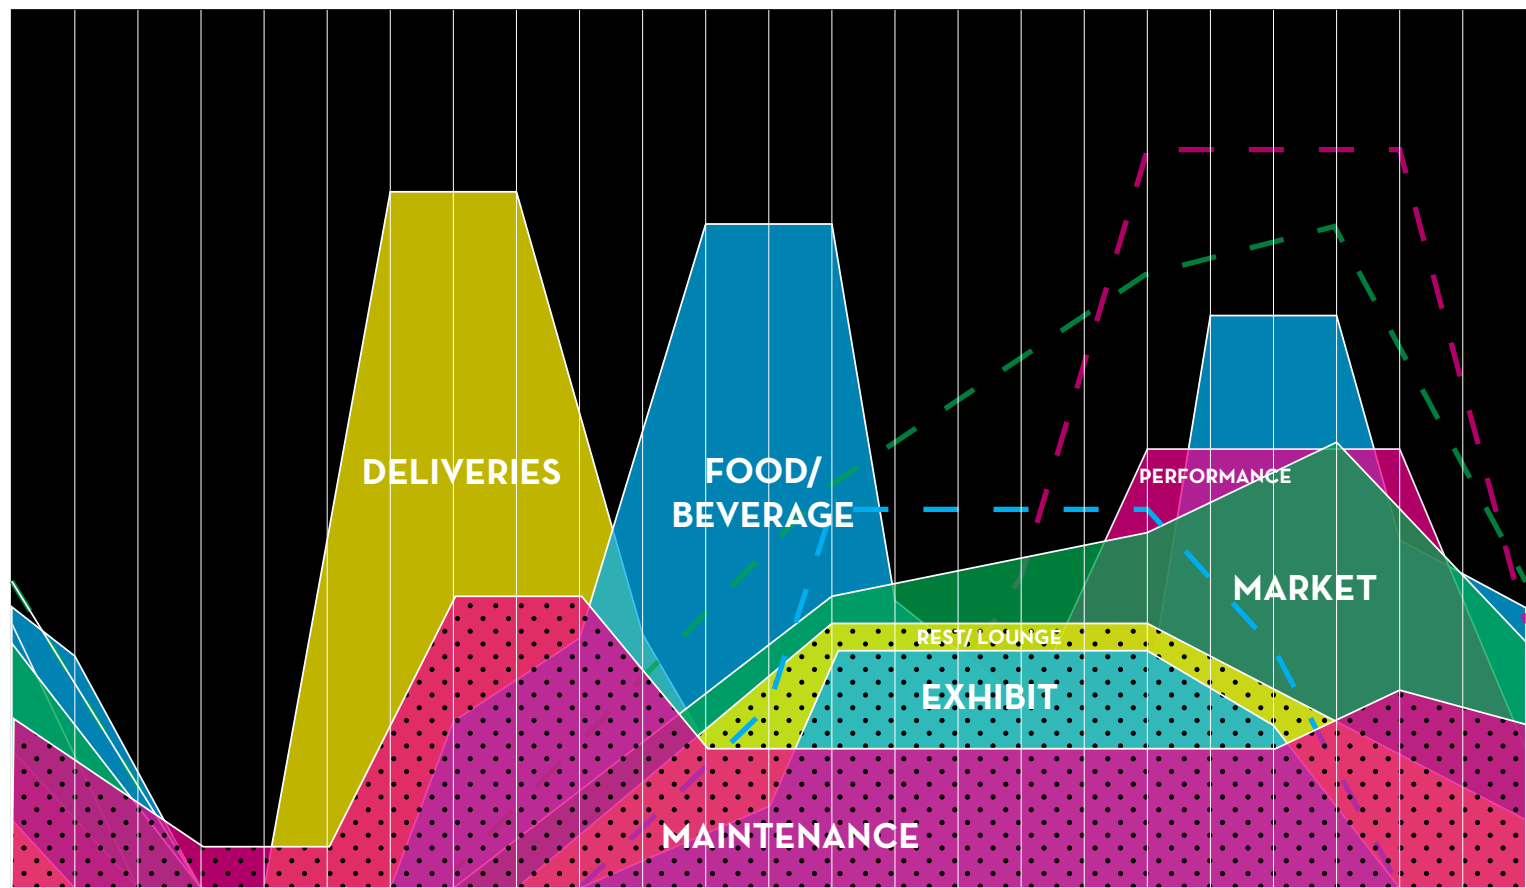 DELIVERIES
FOOD/
BEVERAGE
PERFORMANCE
MARKET
REST/ LOUNGE
EXHIBIT
MAINTENANCE